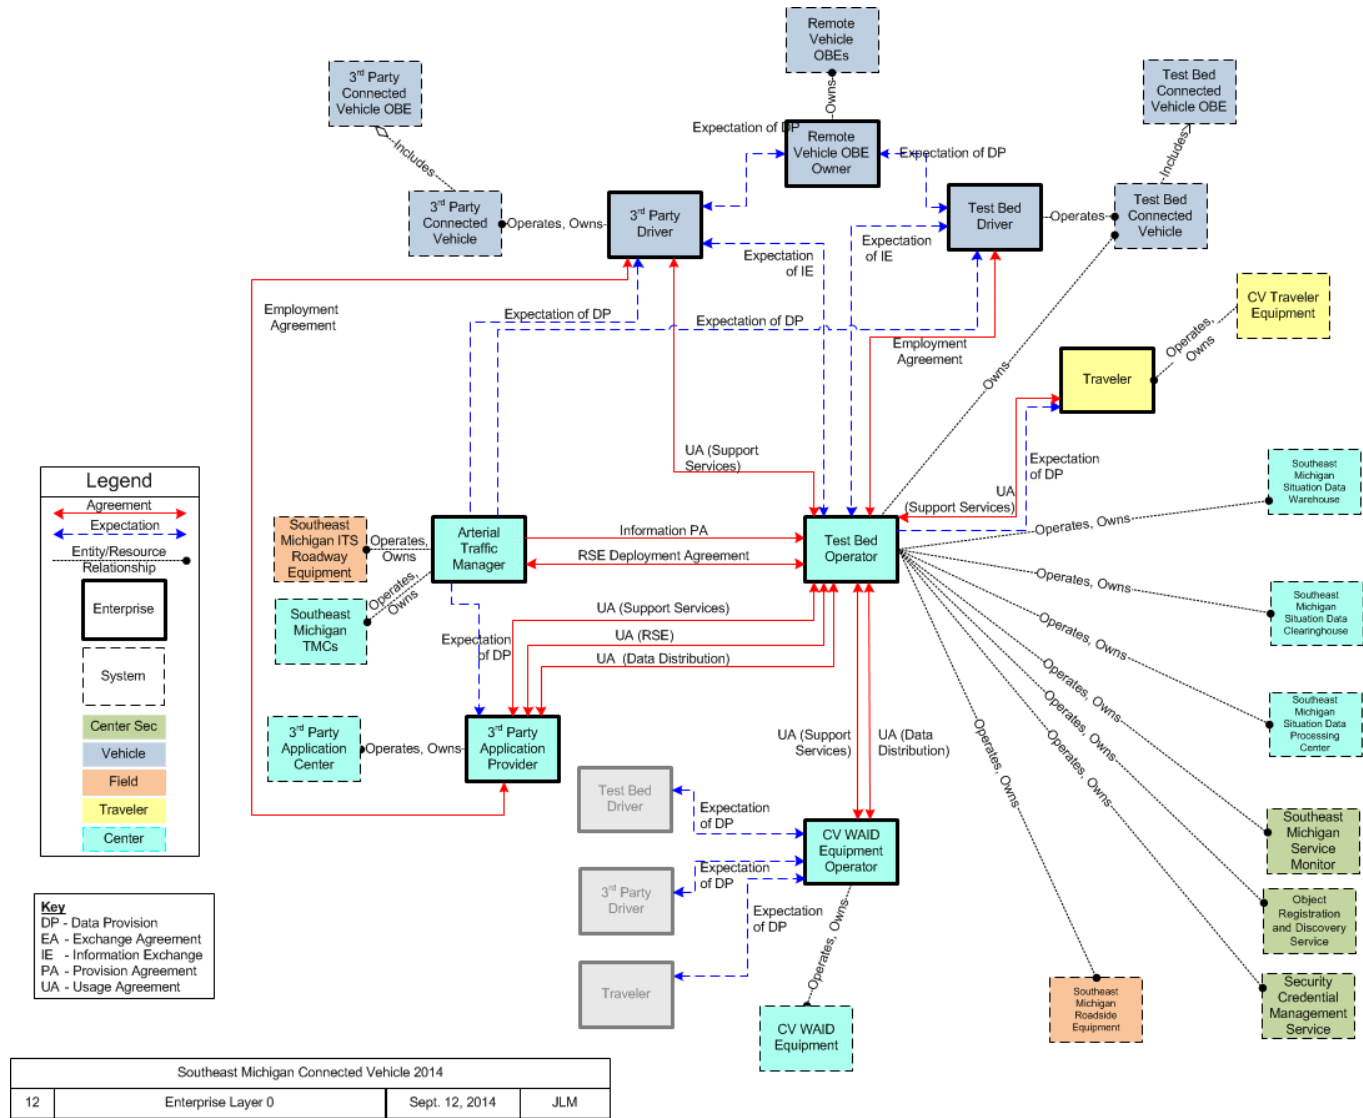 Remote
Vehicle
OBEs
3rd Party
Connected
Vehicle OBE
Test Bed
Connected
Vehicle OBE
Owns
Expectation of DP
Remote
Vehicle OBE
Owner
Expectation of DP
Includes
Includes
3rd Party
Connected
Vehicle
Operates, Owns
3rd Party
Driver
Test Bed
Driver
Operates
Test Bed
Connected
Vehicle
Expectation
of IE
Expectation
of IE
Employment
Agreement
Expectation of DP
Expectation of DP
Employment
Agreement
CV Traveler
Equipment
Operates,
Owns
Owns
Traveler
UA (Support
Services)
Expectation
of DP
UA
(Support Services)
Southeast
Michigan
Situation Data
Warehouse
Operates, Owns
Legend
Agreement
Expectation
Entity/Resource
Relationship
Enterprise
System
Center Sec
Vehicle
Field
Traveler
Center
Southeast
Michigan ITS
Roadway
Equipment
Operates,
Owns
Arterial
Traffic
Manager
Information PA
RSE Deployment Agreement
Test Bed
Operator
Operates,
Owns
Southeast
Michigan
TMCs
UA (Support Services)
UA (RSE)
UA (Data Distribution)
Expectation
of DP
Operates, Owns
Southeast
Michigan
Situation Data
Clearinghouse
Operates, Owns
Southeast
Michigan
Situation Data
Processing
Center
3rd Party
Application
Center
Operates, Owns
3rd Party
Application
Provider
UA (Support
Services)
UA (Data
Distribution)
Operates, Owns
Operates, Owns
Operates, Owns
Operates, Owns
Test Bed
Driver
Expectation
of DP
CV WAID
Equipment
Operator
Southeast
Michigan
Service
Monitor
3rd Party
Driver
Expectation
of DP
Expectation
of DP
Object
Registration
and Discovery
Service
Traveler
Operates, Owns
CV WAID
Equipment
Southeast
Michigan
Roadside
Equipment
Security
Credential
Management
Service
Key
DP - Data Provision
EA - Exchange Agreement
IE - Information Exchange
PA - Provision Agreement
UA - Usage Agreement
Southeast Michigan Connected Vehicle 2014
12 Enterprise Layer 0 Sept. 12, 2014 JLM